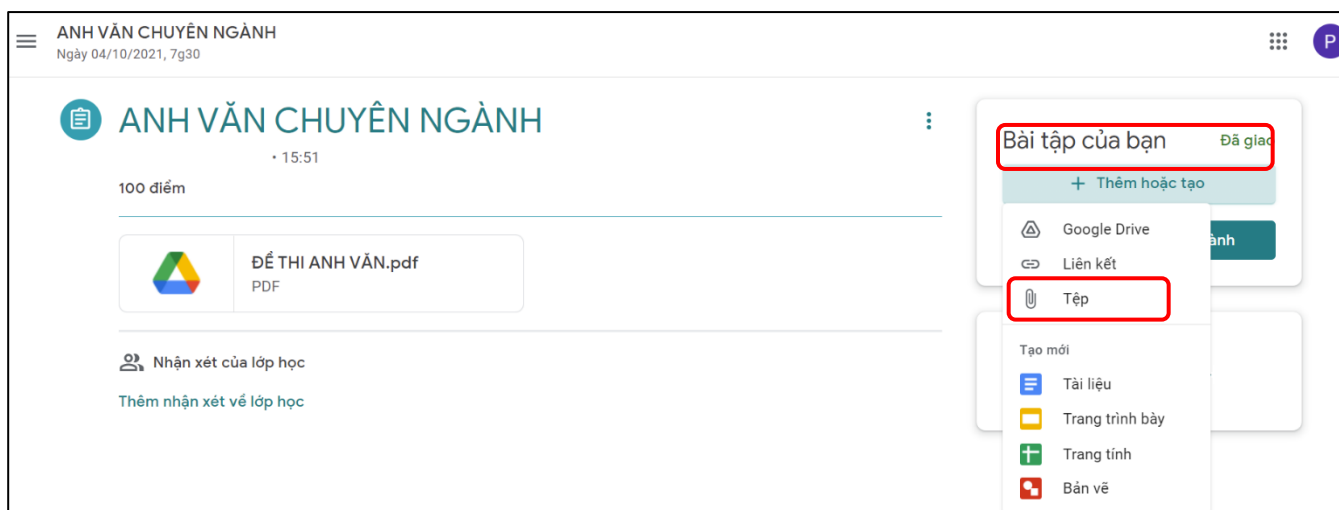 ANH VĂN CHUYÊN NGÀNH
Ngày 04/10/2021, 7g30
P
ANH VĂN CHUYÊN NGÀNH
• 15:51
100 điểm
ĐỀ THI ANH VĂN.pdf
PDF
Nhận xét của lớp học
Thêm nhận xét về lớp học
Bài tập của bạn
Đã giao
+ Thêm hoặc tạo
Google Drive
ành
Liên kết
Tệp
Tạo mới
Tài liệu
Trang trình bày
Trang tính
Bản vẽ